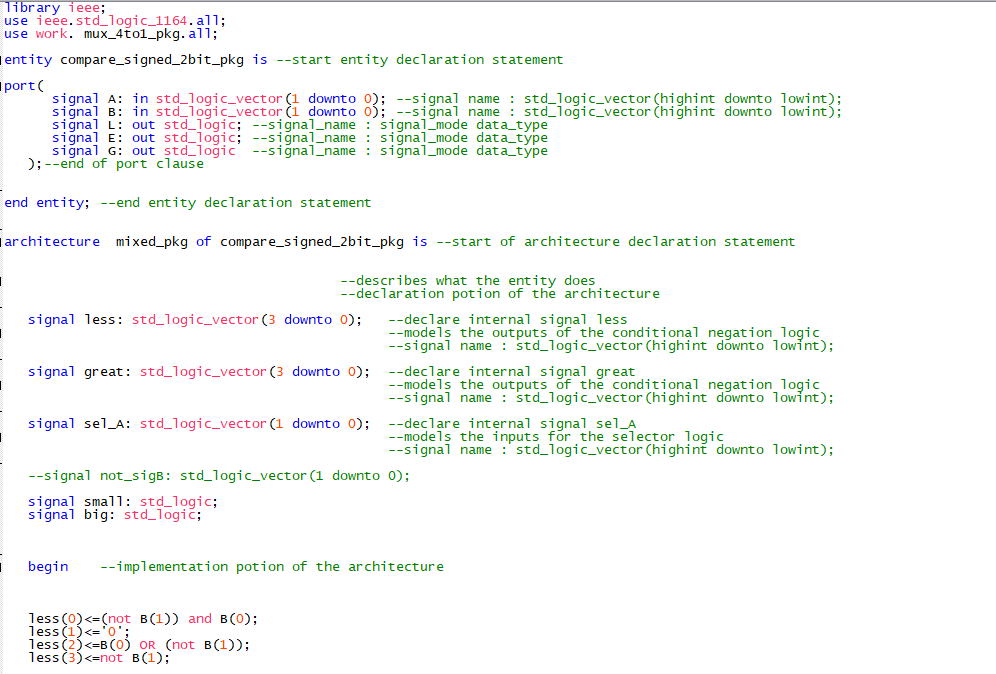 library ieee;
use ieee.std_logic_1164.all;
use work. mux_4to1_pkg.all;
entity compare_signed_2bit_pkg is --start entity declaration statement
port(
signal A: in std_logic_vector(1 downto 0); --signal name : std_logic_vector(highint downto lowint);
signal B: in std_logic_vector(1 downto 0); --signal name : std_logic_vector(highint downto lowint);
signal L: out std_logic; --signal_name : signal_mode data_type
signal E: out std_logic; --signal_name : signal_mode data_type
signal G: out std_logic  --signal_name : signal_mode data_type
);--end of port clause
end entity; --end entity declaration statement
architecture  mixed_pkg of compare_signed_2bit_pkg is --start of architecture declaration statement
--describes what the entity does
--declaration potion of the architecture
signal less: std_logic_vector(3 downto 0);   --declare internal signal less
--models the outputs of the conditional negation logic
--signal name : std_logic_vector(highint downto lowint);
signal great: std_logic_vector(3 downto 0);  --declare internal signal great
--models the outputs of the conditional negation logic
--signal name : std_logic_vector(highint downto lowint);
signal sel_A: std_logic_vector(1 downto 0);  --declare internal signal sel_A
--models the inputs for the selector logic
--signal name : std_logic_vector(highint downto lowint);
--signal not_sigB: std_logic_vector(1 downto 0);
signal small: std_logic;
signal big: std_logic;
begin    --implementation potion of the architecture
less(0)<=(not B(1)) and B(0);
less(1)<='0';
less(2)<=B(0) OR (not B(1));
less(3)<=not B(1);